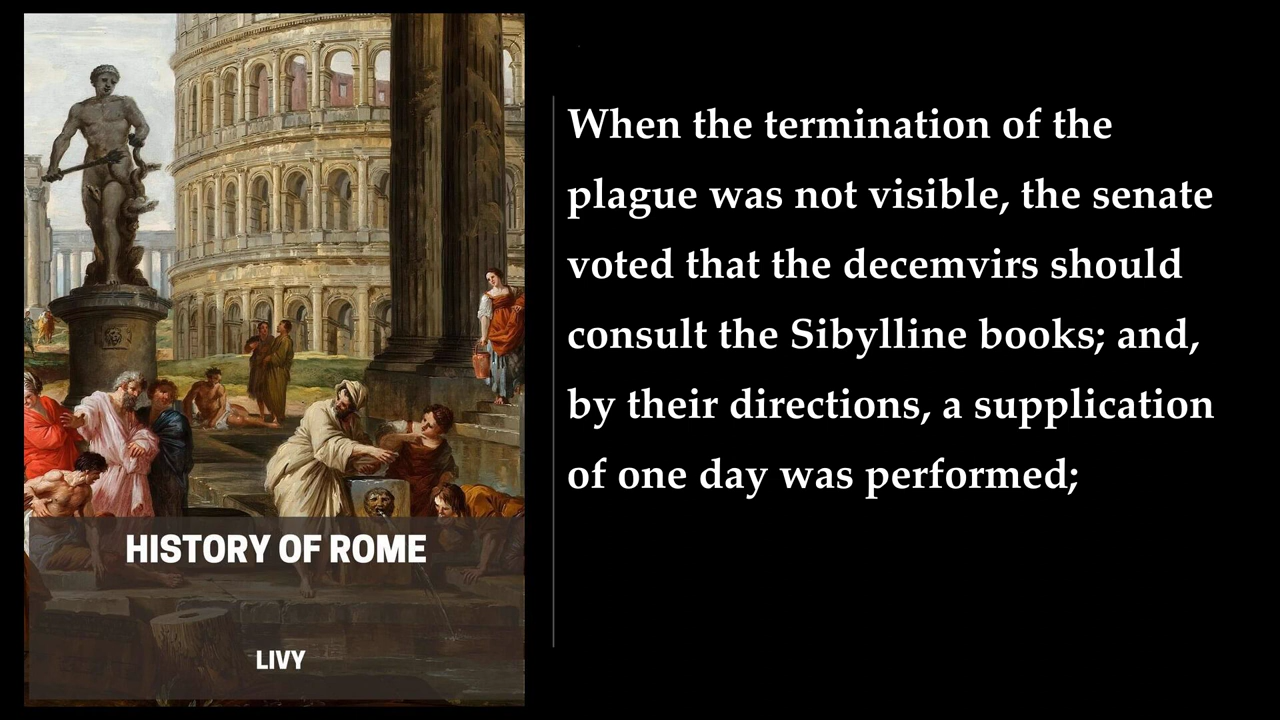 HISTORY OF ROME
LIVY
When the termination of the
plague was not visible, the senate
voted that the decemvirs should
consult the Sibylline books; and,
by their directions, a supplication
of one day was performed;